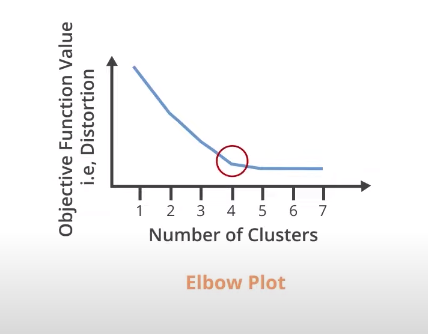 Objective Function Value
i.e, Distortion
1 2 3 4 5 6 7
Number of Clusters
Elbow Plot